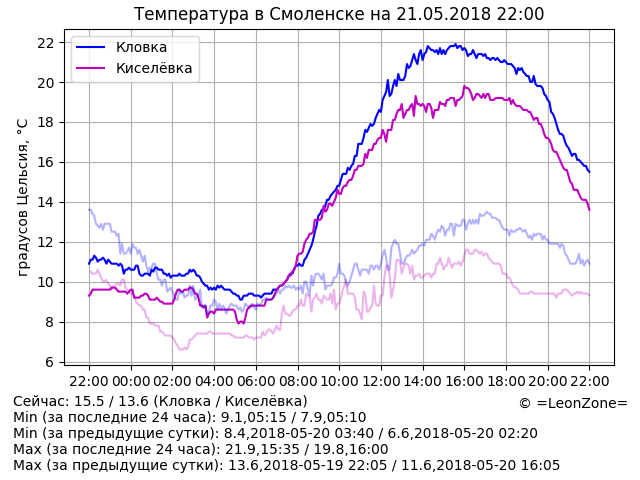 Температура в Смоленске на 21.05.2018 22:00
Кловка
Киселёвка
градусов Цельсия, °C
22
20
18
16
14
12
10
8
6
22:00 00:00 02:00 04:00 06:00 08:00 10:00 12:00 14:00 16:00 18:00 20:00 22:00
Сейчас: 15.5 / 13.6 (Кловка / Киселёвка)
© =LeonZone=
Min (за последние 24 часа): 9.1,05:15 / 7.9,05:10
Min (за предыдущие сутки): 8.4,2018-05-20 03:40 / 6.6,2018-05-20 02:20
Max (за последние 24 часа): 21.9,15:35 / 19.8,16:00
Max (за предыдущие сутки): 13.6,2018-05-19 22:05 / 11.6,2018-05-20 16:05